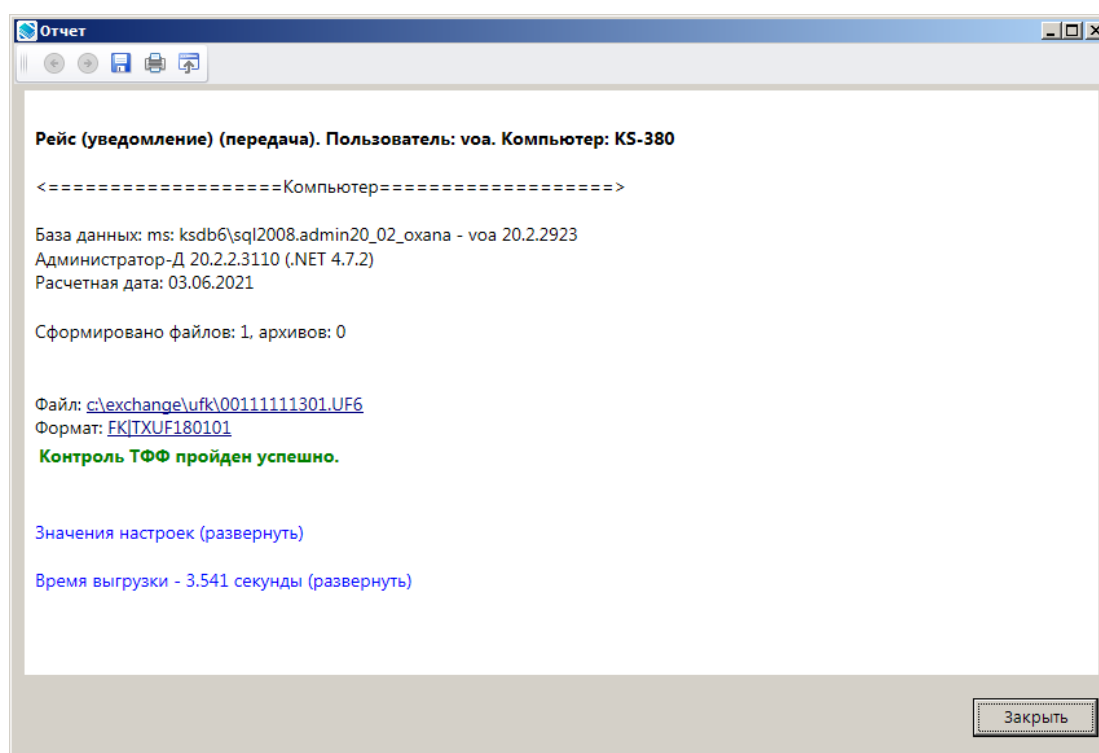 Отчет
Рейс (уведомление) (передача). Пользователь: voa. Компьютер: KS-380
<===================Компьютер===================>
База данных: ms: ksdb6\sql2008.admin20_02_oxana - voa 20.2.2923
Администратор-Д 20.2.2.3110 (.NET 4.7.2)
Расчетная дата: 03.06.2021
Сформировано файлов: 1, архивов: 0
Файл: c:\exchange\ufk\00111111301.UF6
Формат: FK|TXUF180101
Контроль ТФФ пройден успешно.
Значения настроек (развернуть)
Время выгрузки - 3.541 секунды (развернуть)
Закрыть